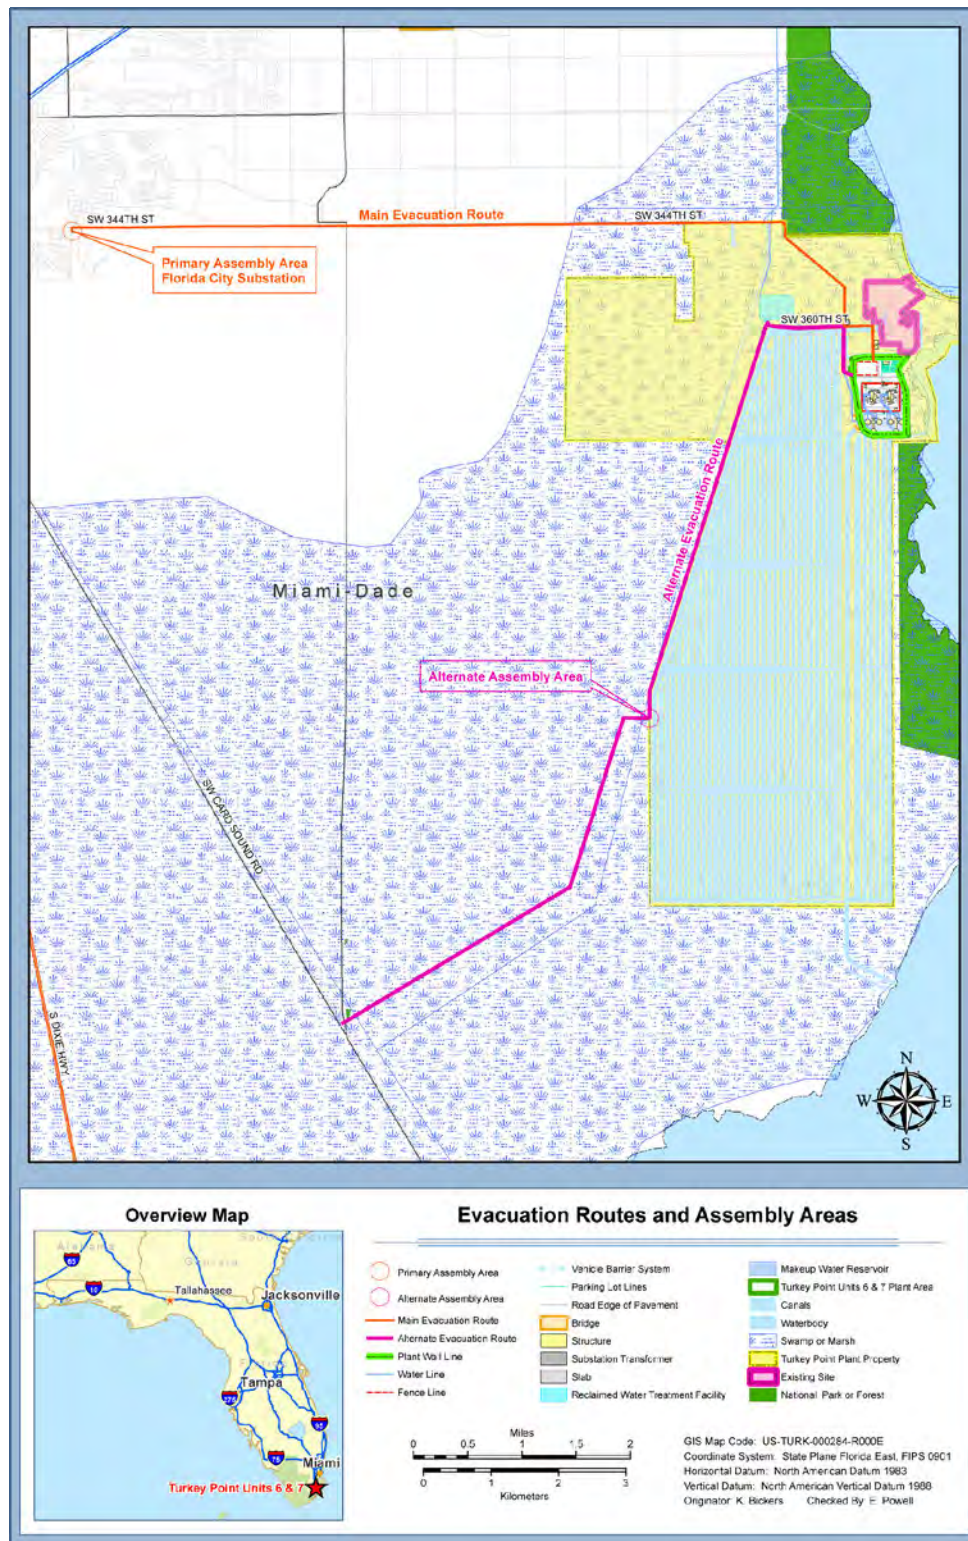 SW 344TH ST
Main Evacuation Route
SW 344TH ST
Primary Assembly Area
Florida City Substation
SW 360TH ST
Alternate Evacuation Route
Miami-Dade
Alternate Assembly Area
SW CARD SOUND RD
S DIXIE HWY
N
W
E
S
Overview Map
Alabama
Georgia
65
10
Tallahassee
Jacksonville
Tampa
275
95
75
Miami
Turkey Point Units 6 & 7
Evacuation Routes and Assembly Areas
Primary Assembly Area
Alternate Assembly Area
Main Evacuation Route
Alternate Evacuation Route
Plant Wall Line
Water Line
Fence Line
Vehicle Barrier System
Parking Lot Lines
Road Edge of Pavement
Bridge
Structure
Substation Transformer
Slab
Reclaimed Water Treatment Facility
Makeup Water Reservoir
Turkey Point Units 6 & 7 Plant Area
Canals
Waterbody
Swamp or Marsh
Turkey Point Plant Property
Existing Site
National Park or Forest
Miles
0 0.5 1 1.5 2
0 1 2 3
Kilometers
GIS Map Code: US-TURK-000284-R000E
Coordinate System: State Plane Florida East, FIPS 0901
Horizontal Datum: North American Datum 1983
Vertical Datum: North American Vertical Datum 1988
Originator: K. Bickers Checked By: E. Powell